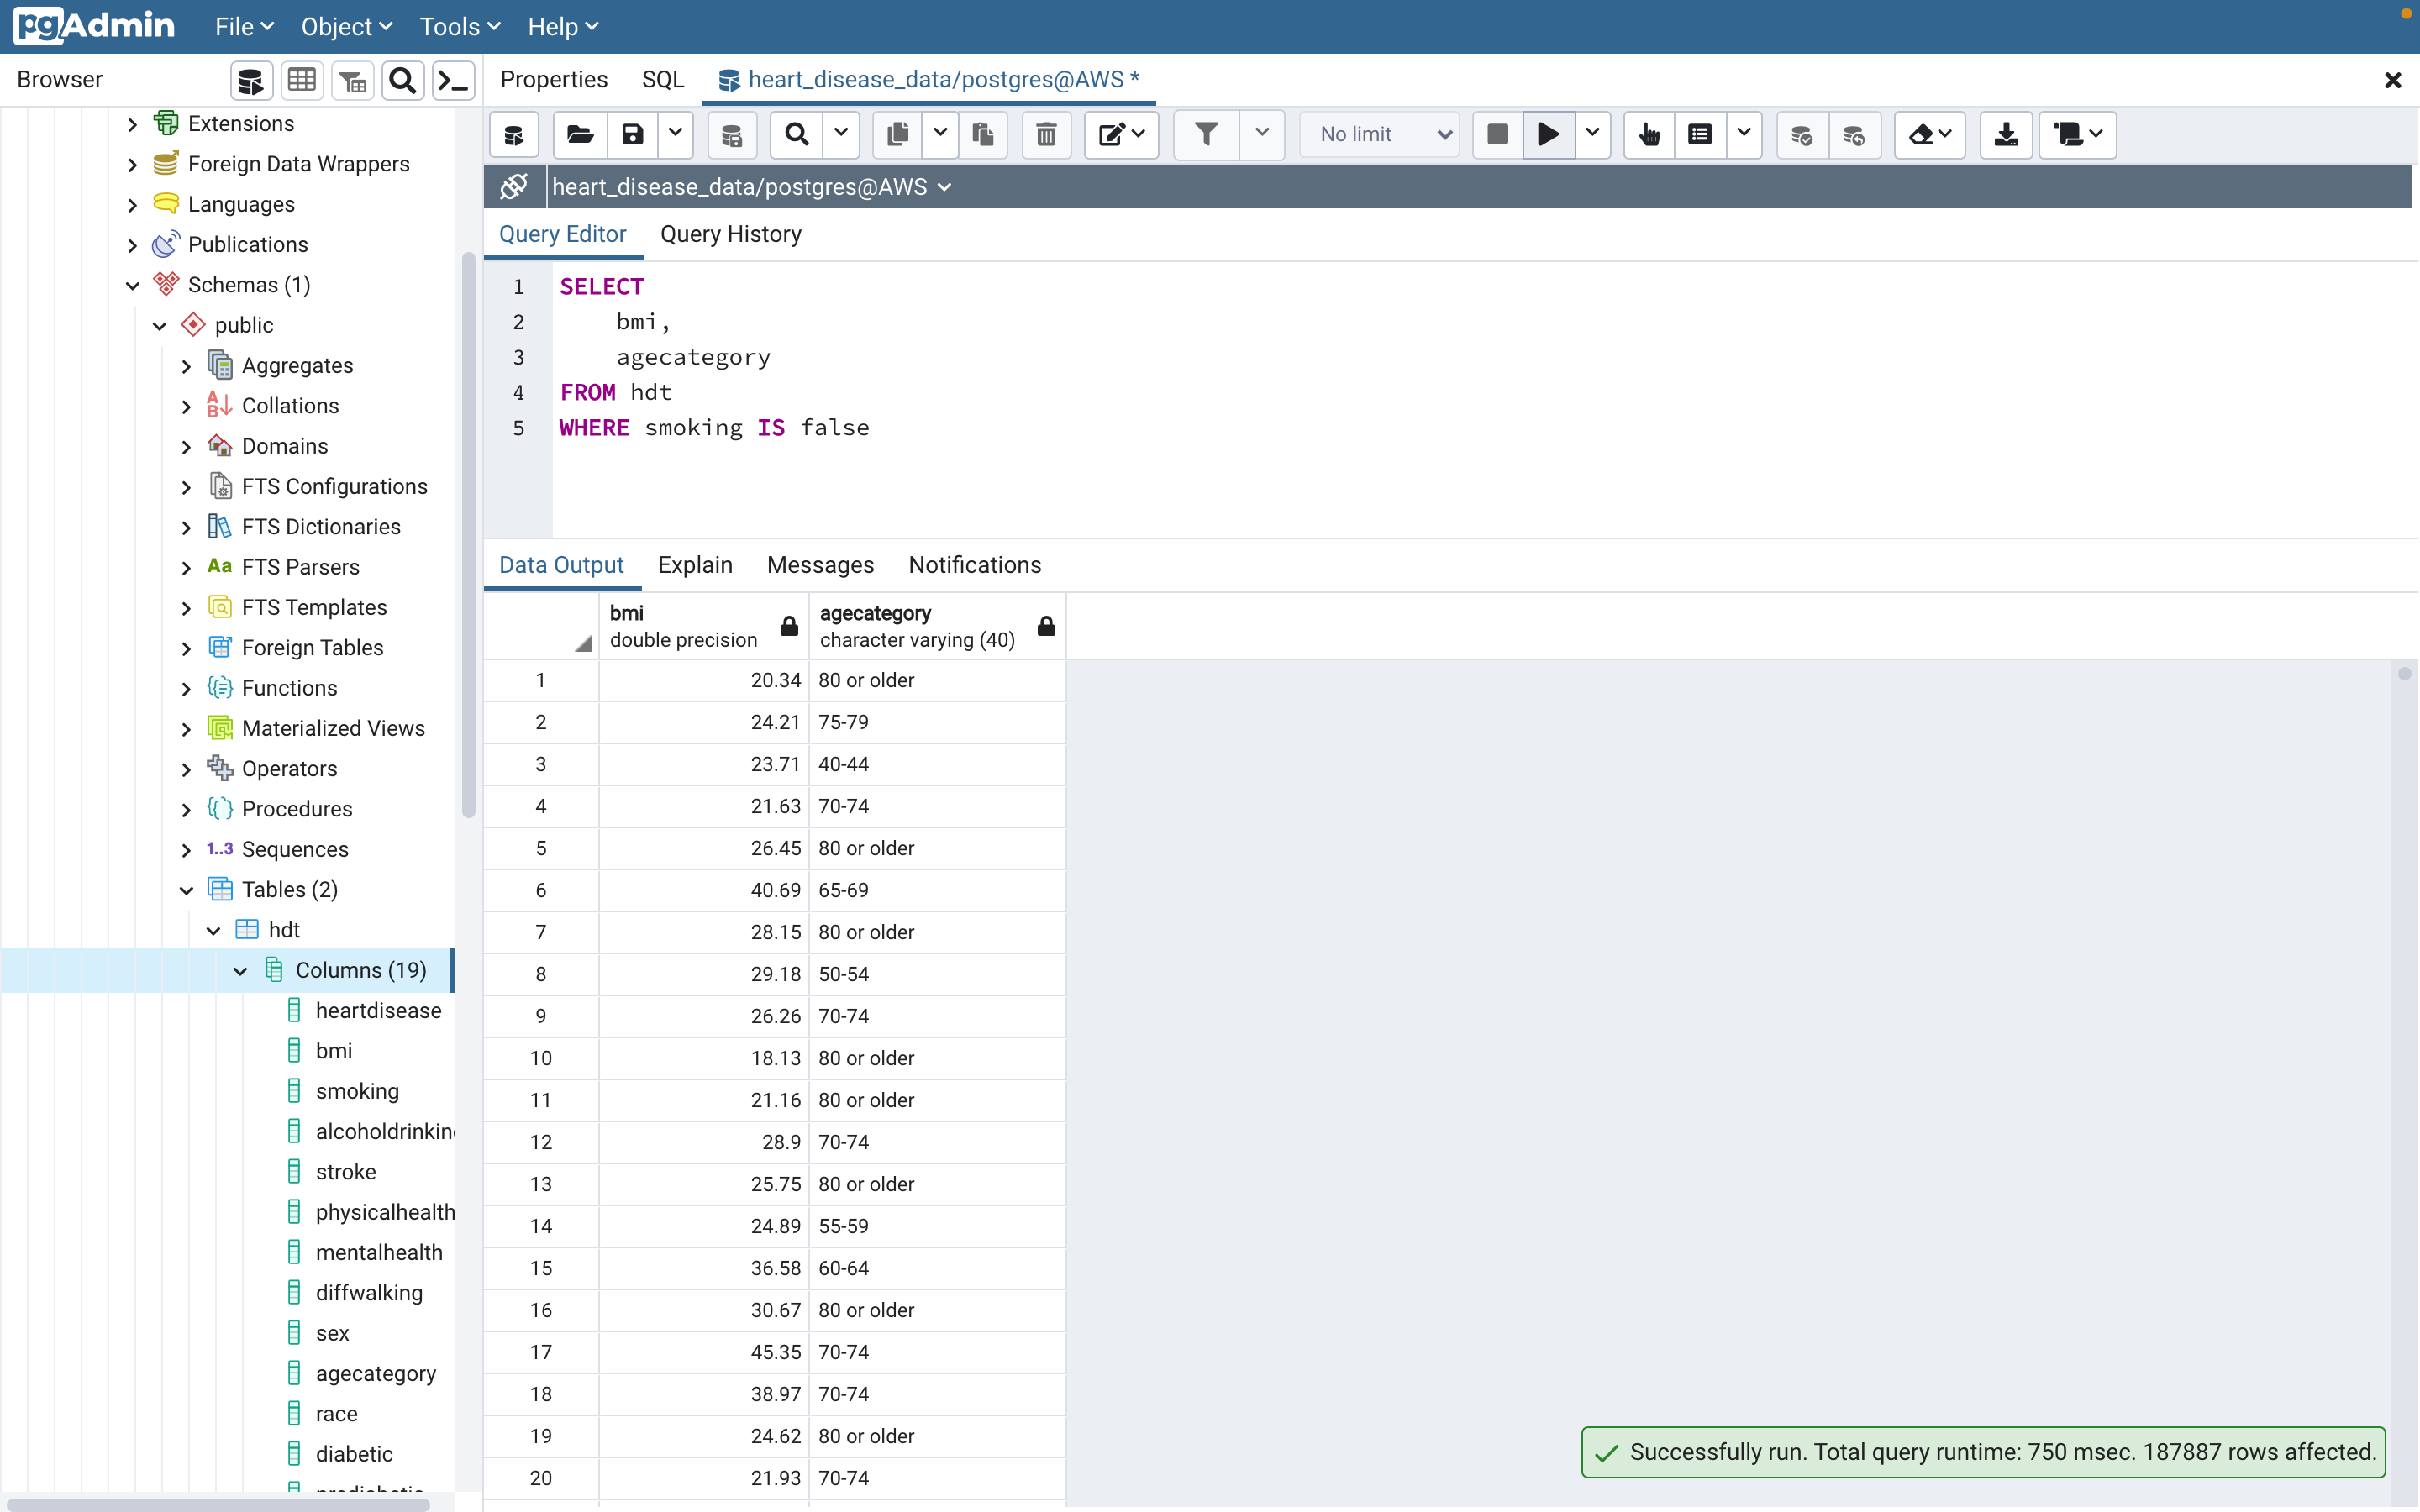 pgAdmin File Object Tools Help
Browser
Properties SQL heart_disease_data/postgres@AWS *
Extensions
Foreign Data Wrappers
Languages
Publications
Schemas (1)
public
Aggregates
A B Collations
Domains
FTS Configurations
FTS Dictionaries
Aa FTS Parsers
FTS Templates
Foreign Tables
Functions
Materialized Views
Operators
Procedures
1..3 Sequences
Tables (2)
hdt
Columns (19)
heartdisease
bmi
smoking
alcoholdrinking
stroke
physicalhealth
mentalhealth
diffwalking
sex
agecategory
race
diabetic
No limit
heart_disease_data/postgres@AWS
Query Editor Query History
1 SELECT
2 bmi,
3 agecategory
4 FROM hdt
5 WHERE smoking IS false
Data Output Explain Messages Notifications
bmi agecategory
double precision character varying (40)
1 20.34 80 or older
2 24.21 75-79
3 23.71 40-44
4 21.63 70-74
5 26.45 80 or older
6 40.69 65-69
7 28.15 80 or older
8 29.18 50-54
9 26.26 70-74
10 18.13 80 or older
11 21.16 80 or older
12 28.9 70-74
13 25.75 80 or older
14 24.89 55-59
15 36.58 60-64
16 30.67 80 or older
17 45.35 70-74
18 38.97 70-74
19 24.62 80 or older
20 21.93 70-74
Successfully run. Total query runtime: 750 msec. 187887 rows affected.